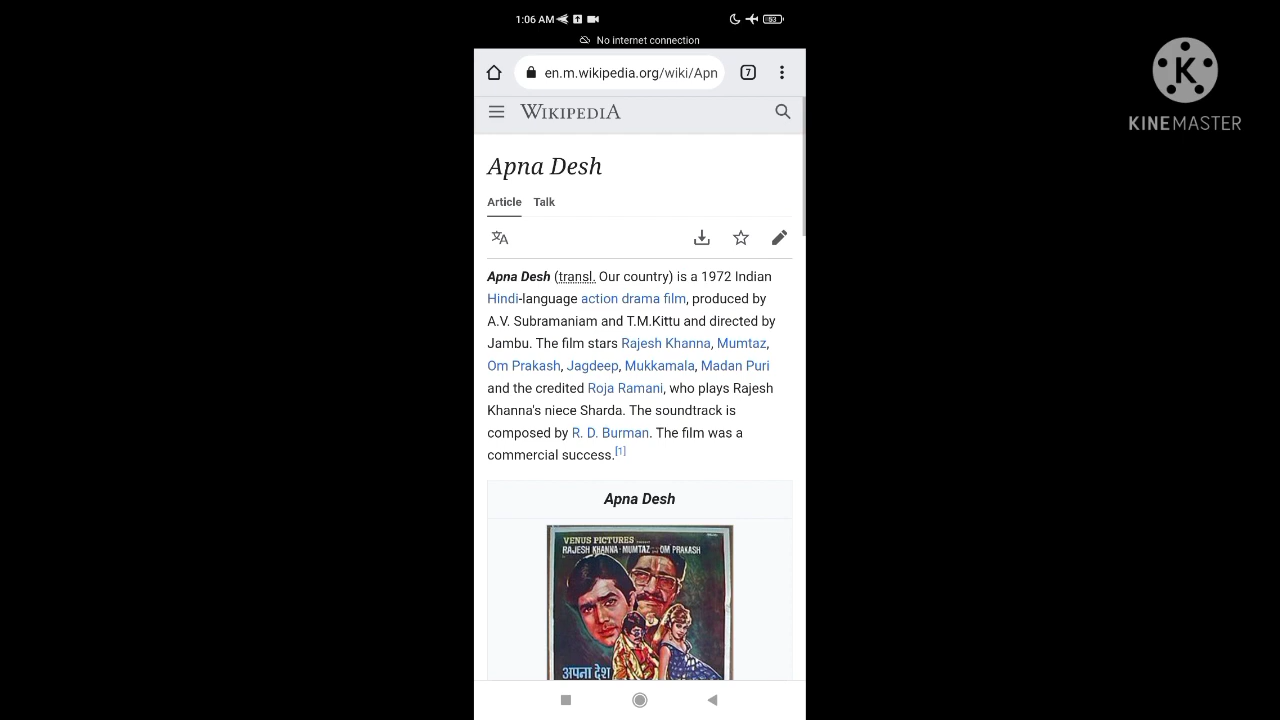 1:06 AM
53
No internet connection
en.m.wikipedia.org/wiki/Apn
7
WIKIPEDIA
Apna Desh
Article Talk
Apna Desh (transl. Our country) is a 1972 Indian
Hindi-language action drama film, produced by
A.V. Subramaniam and T.M.Kittu and directed by
Jambu. The film stars Rajesh Khanna, Mumtaz,
Om Prakash, Jagdeep, Mukkamala, Madan Puri
and the credited Roja Ramani, who plays Rajesh
Khanna's niece Sharda. The soundtrack is
composed by R. D. Burman. The film was a
commercial success.[1]
Apna Desh
VENUS PICTURES
RAJESH KHANNA · MUMTAZ OM PRAKASH
अपना देश
K
KINEMASTER